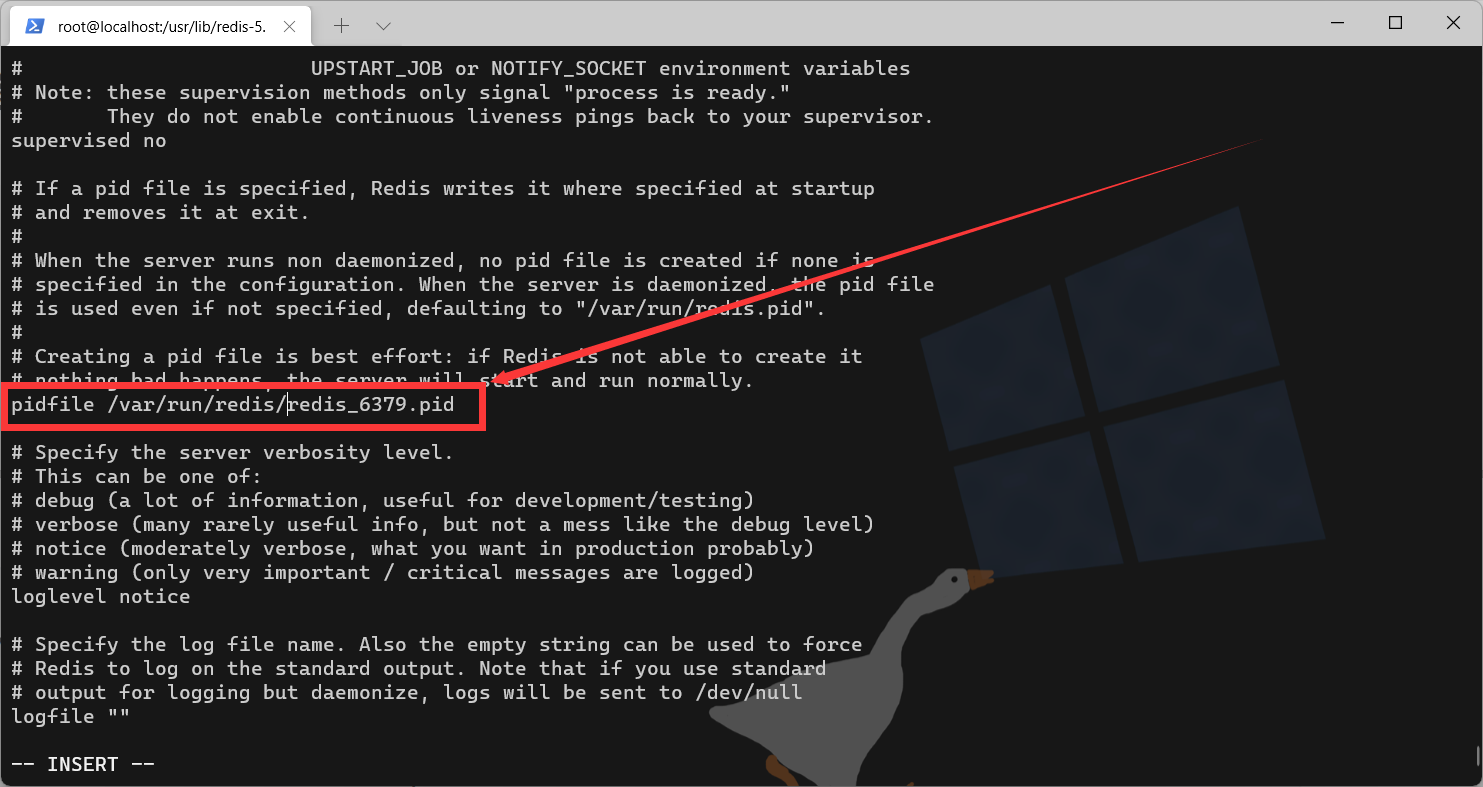 root@localhost:/usr/lib/redis-5.
# UPSTART_JOB or NOTIFY_SOCKET environment variables
# Note: these supervision methods only signal "process is ready."
# They do not enable continuous liveness pings back to your supervisor.
supervised no
# If a pid file is specified, Redis writes it where specified at startup
# and removes it at exit.
#
# When the server runs non daemonized, no pid file is created if none is
# specified in the configuration. When the server is daemonized, the pid file
# is used even if not specified, defaulting to "/var/run/redis.pid".
#
# Creating a pid file is best effort: if Redis is not able to create it
# nothing bad happens, the server will start and run normally.
pidfile /var/run/redis/redis_6379.pid
# Specify the server verbosity level.
# This can be one of:
# debug (a lot of information, useful for development/testing)
# verbose (many rarely useful info, but not a mess like the debug level)
# notice (moderately verbose, what you want in production probably)
# warning (only very important / critical messages are logged)
loglevel notice
# Specify the log file name. Also the empty string can be used to force
# Redis to log on the standard output. Note that if you use standard
# output for logging but daemonize, logs will be sent to /dev/null
logfile ""
-- INSERT --